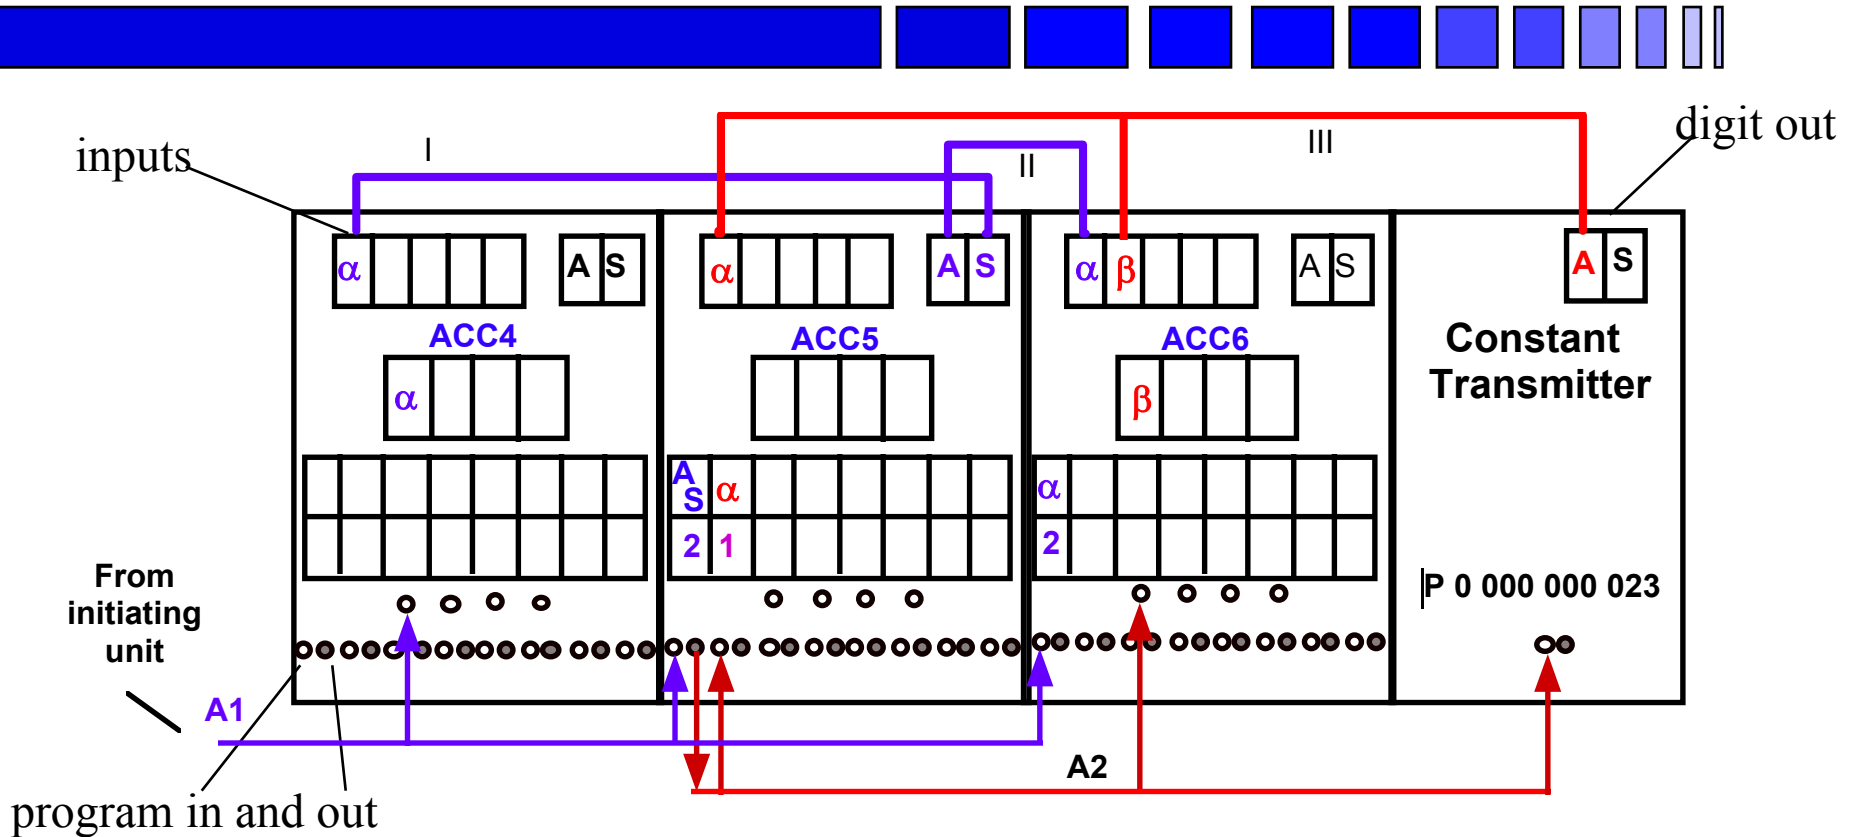 inputs
I
II
III
digit out
α
A S
α
A S
α β
A S
A S
ACC4
ACC5
ACC6
Constant
Transmitter
α
β
A
S
α
α
2 1
2
From
initiating
unit
P 0 000 000 023
A1
A2
program in and out